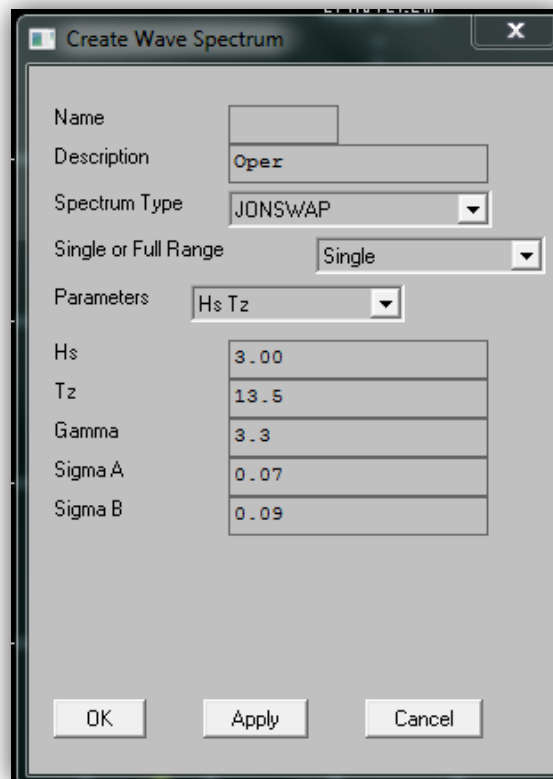 Create Wave Spectrum
Name
Description Oper
Spectrum Type JONSWAP
Single or Full Range Single
Parameters Hs Tz
Hs 3.00
Tz 13.5
Gamma 3.3
Sigma A 0.07
Sigma B 0.09
OK Apply Cancel